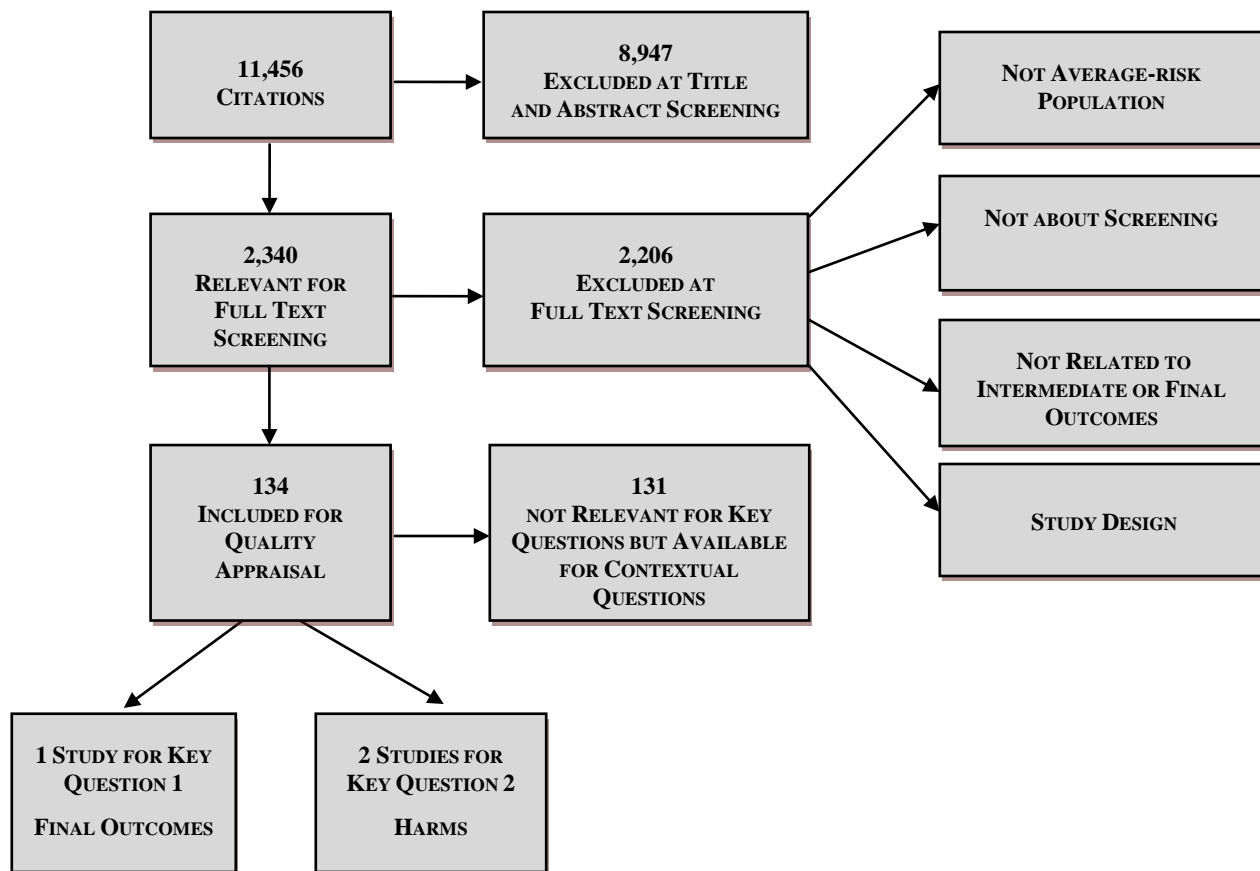 11,456
CITATIONS
8,947
EXCLUDED AT TITLE
AND ABSTRACT SCREENING
NOT AVERAGE-RISK
POPULATION
NOT ABOUT SCREENING
2,340
RELEVANT FOR
FULL TEXT
SCREENING
2,206
EXCLUDED AT
FULL TEXT SCREENING
NOT RELATED TO
INTERMEDIATE OR FINAL
OUTCOMES
STUDY DESIGN
134
INCLUDED FOR
QUALITY
APPRAISAL
131
NOT RELEVANT FOR KEY
QUESTIONS BUT AVAILABLE
FOR CONTEXTUAL
QUESTIONS
1 STUDY FOR KEY
QUESTION 1
FINAL OUTCOMES
2 STUDIES FOR
KEY QUESTION 2
HARMS